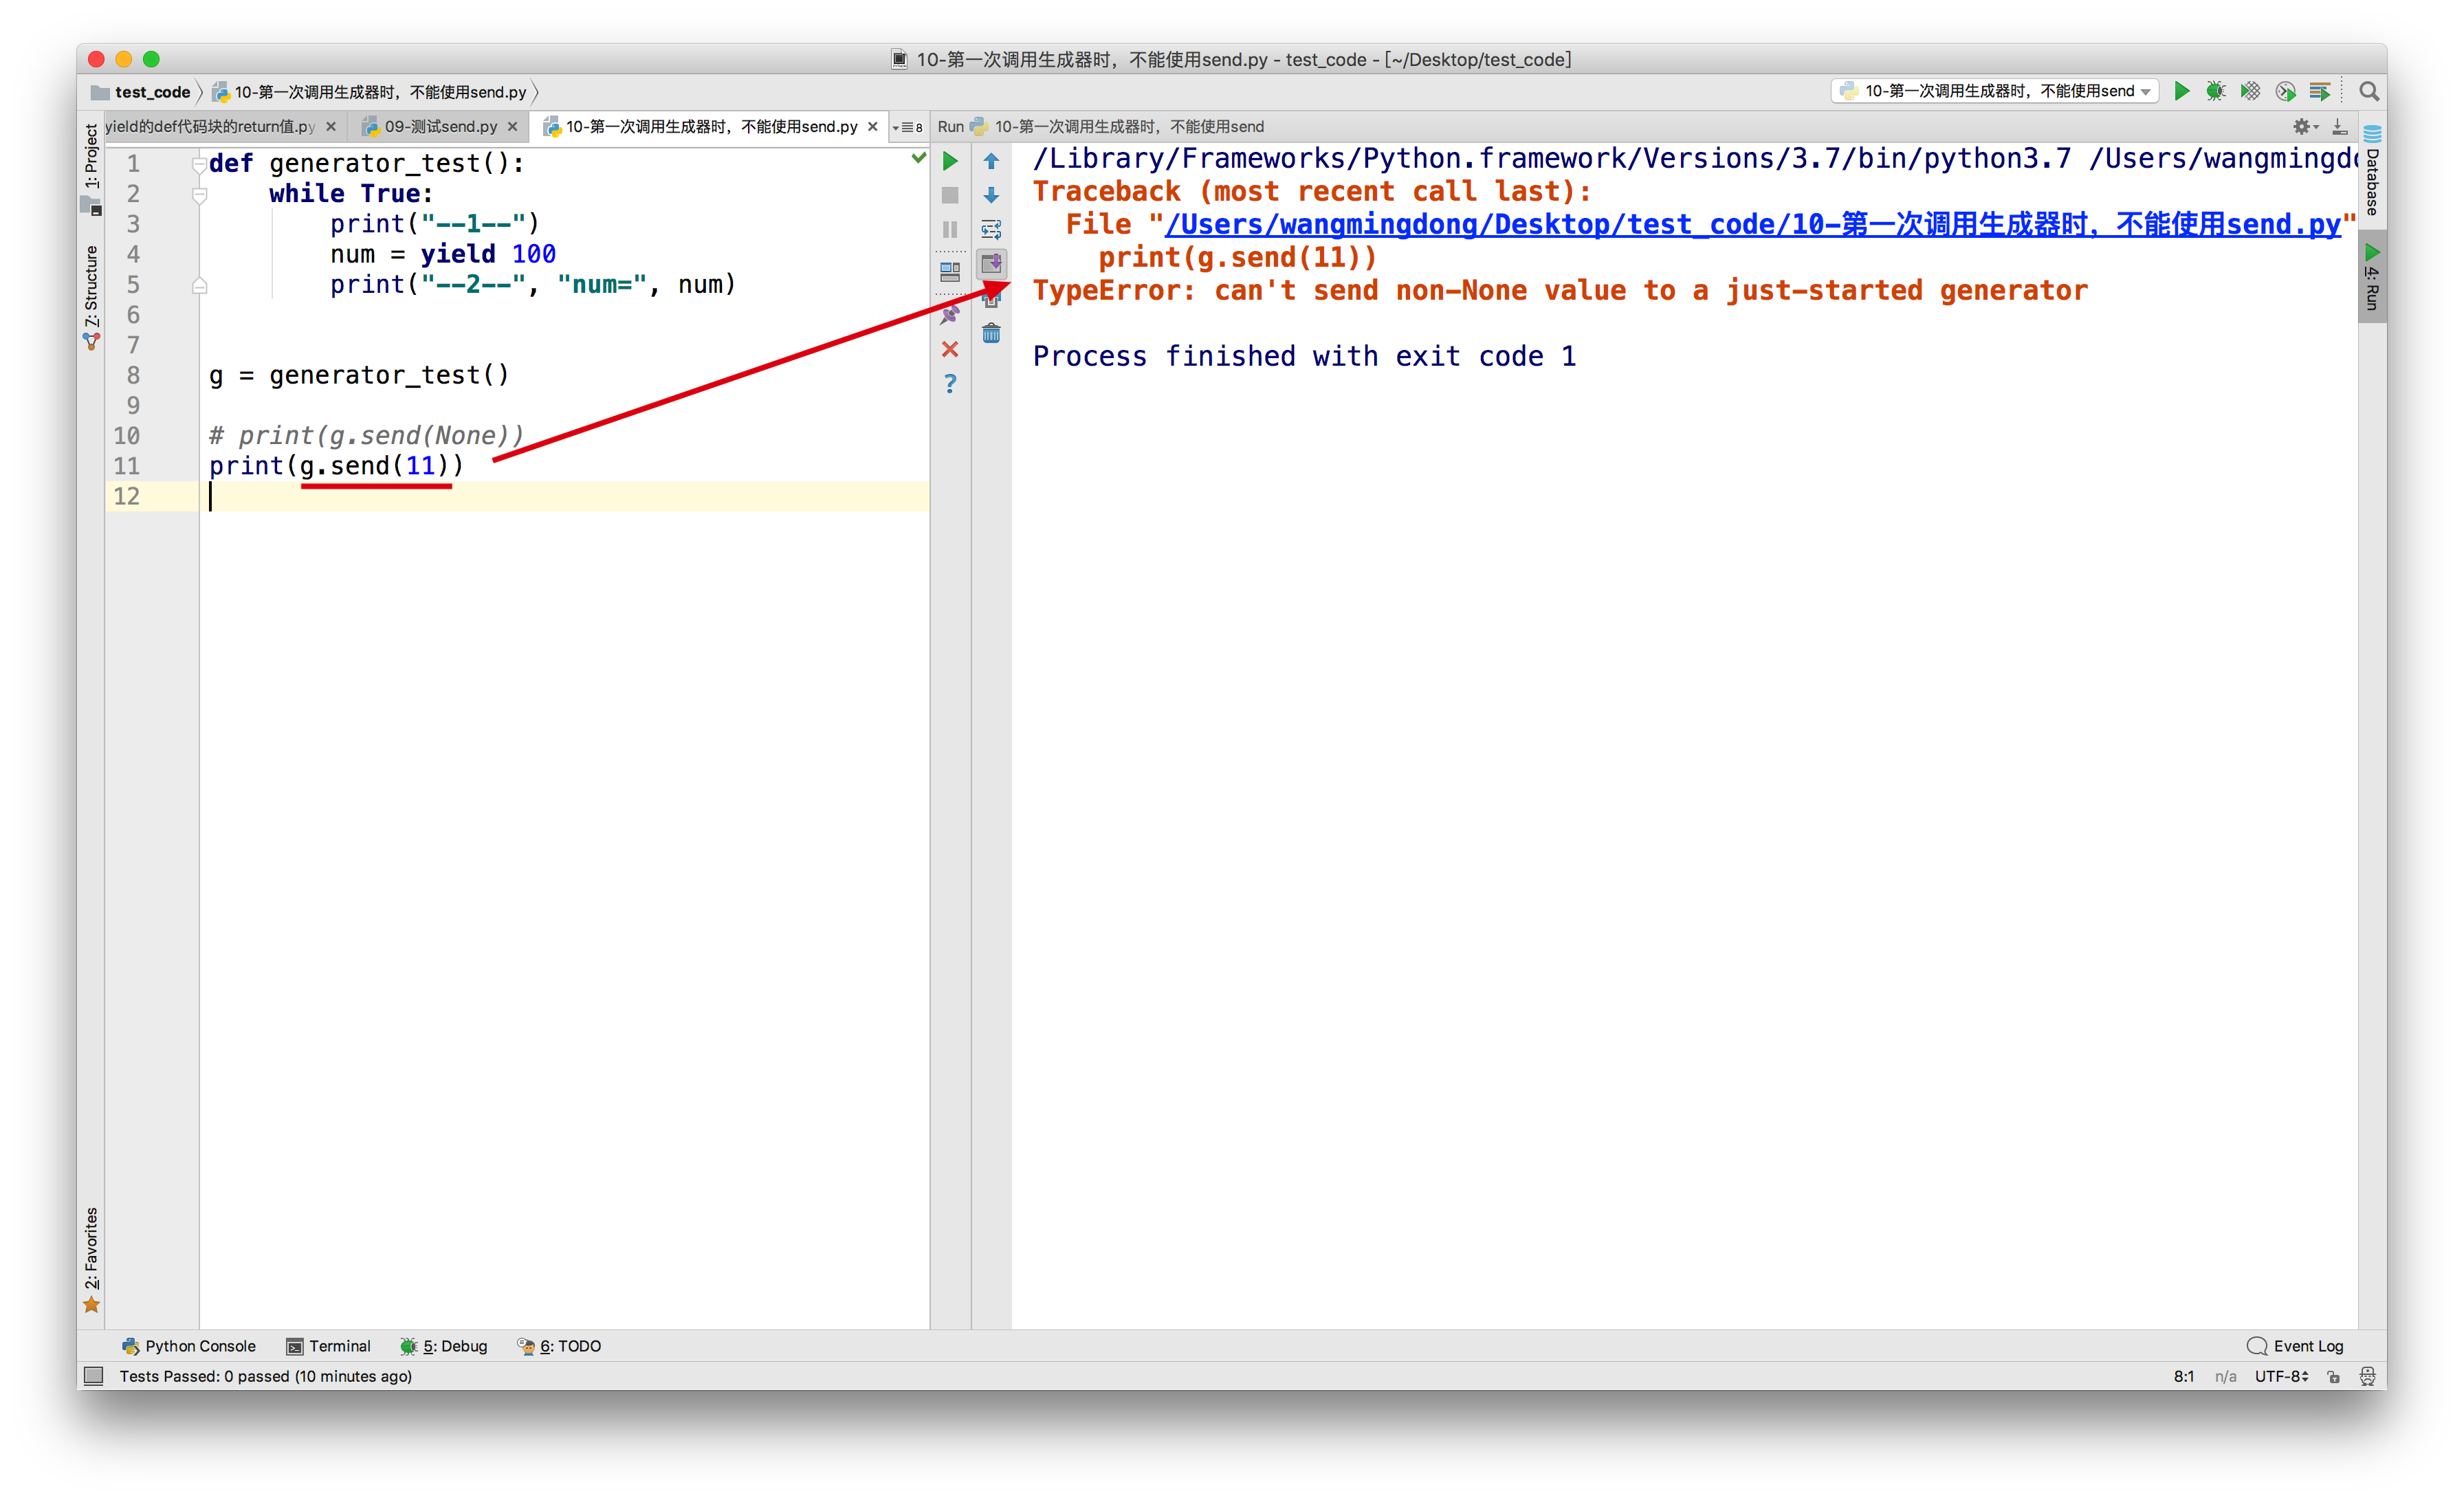 10-第一次调用生成器时，不能使用send.py - test_code - [~/Desktop/test_code]
test_code 10-第一次调用生成器时，不能使用send.py
10-第一次调用生成器时，不能使用send
yield的def代码块的return值.py
09-测试send.py
10-第一次调用生成器时，不能使用send.py
8
Run 10-第一次调用生成器时，不能使用send
1: Project
7: Structure
2: Favorites
1 def generator_test():
2 while True:
3 print("--1--")
4 num = yield 100
5 print("--2--", "num=", num)
6
7
8 g = generator_test()
9
10 # print(g.send(None))
11 print(g.send(11))
12
/Library/Frameworks/Python.framework/Versions/3.7/bin/python3.7 /Users/wangmingdo
Traceback (most recent call last):
File "/Users/wangmingdong/Desktop/test_code/10-第一次调用生成器时，不能使用send.py"
print(g.send(11))
TypeError: can't send non-None value to a just-started generator
Process finished with exit code 1
Database
4: Run
Python Console Terminal 5: Debug 6: TODO Event Log
Tests Passed: 0 passed (10 minutes ago) 8:1 n/a UTF-8